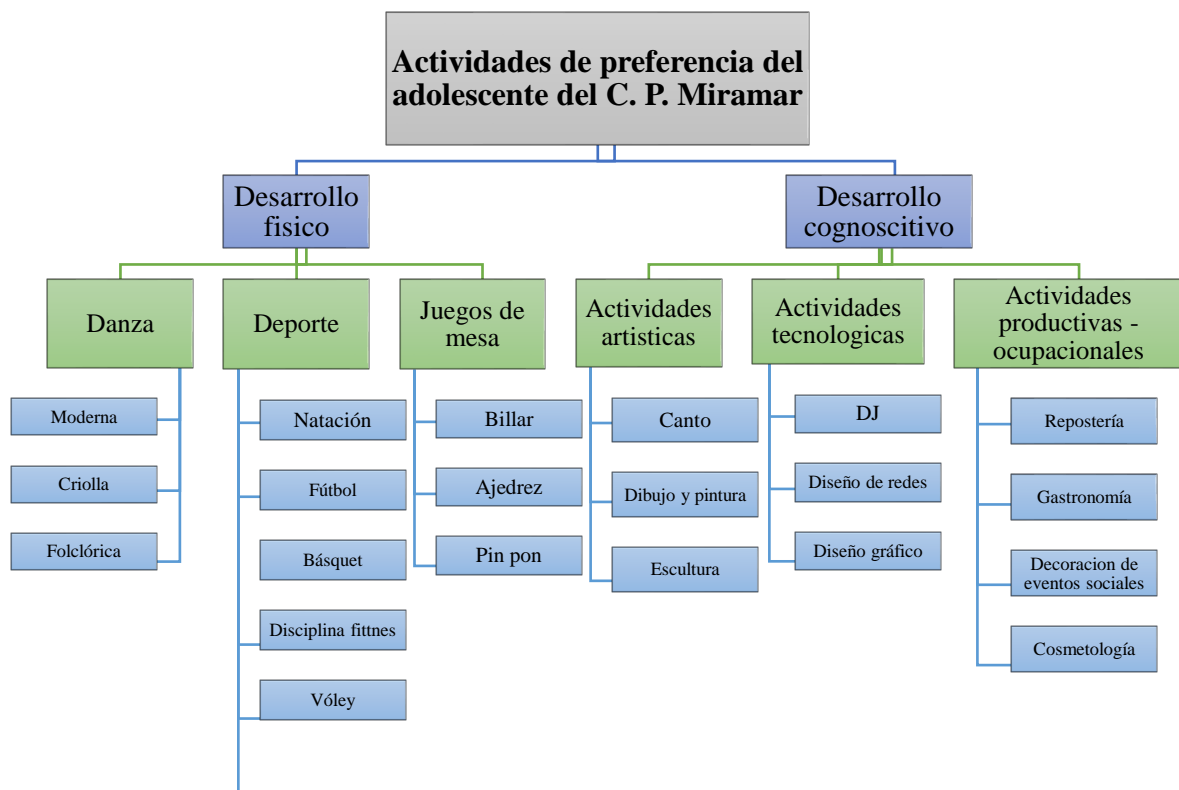 Actividades de preferencia del
adolescente del C. P. Miramar
Desarrollo
fisico
Desarrollo
cognoscitivo
Danza
Deporte
Juegos de
mesa
Actividades
artisticas
Actividades
tecnologicas
Actividades
productivas -
ocupacionales
Moderna
Criolla
Folclórica
Natación
Fútbol
Básquet
Disciplina fittnes
Vóley
Billar
Ajedrez
Pin pon
Canto
Dibujo y pintura
Escultura
DJ
Diseño de redes
Diseño gráfico
Repostería
Gastronomía
Decoracion de
eventos sociales
Cosmetología